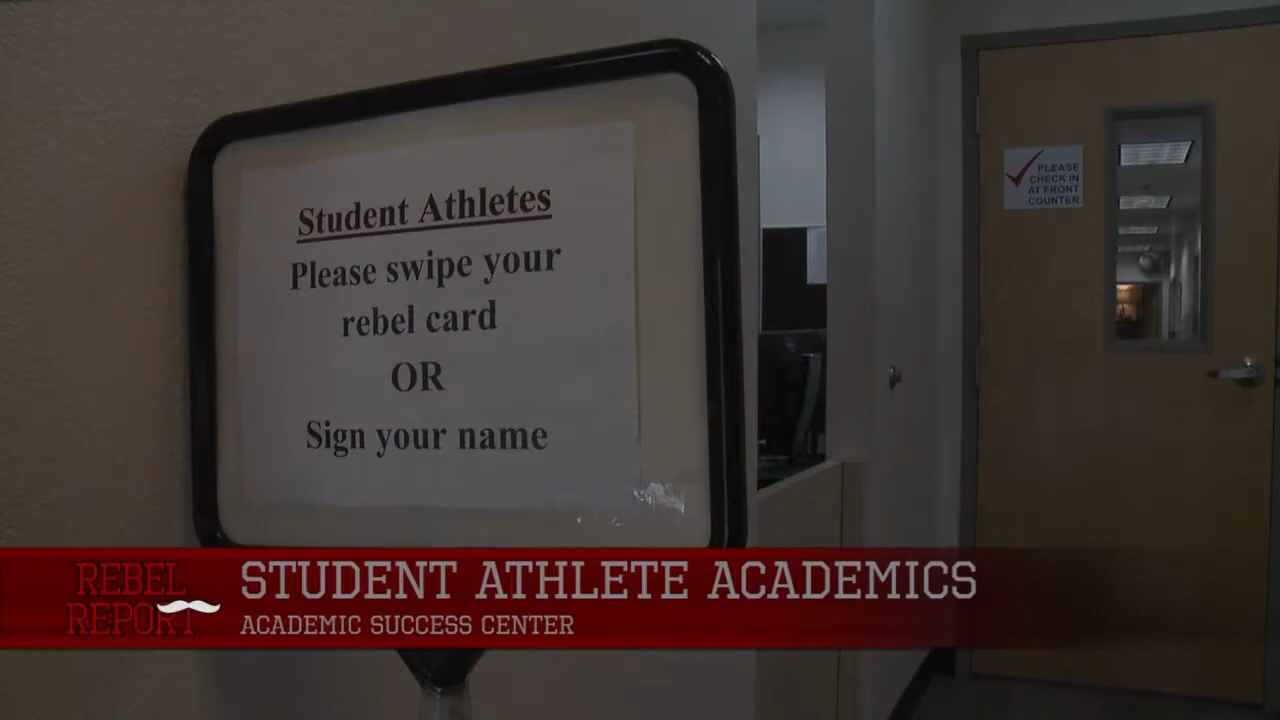 Student Athletes
Please swipe your
rebel card
OR
Sign your name
PLEASE
CHECK IN
AT FRONT
COUNTER
REBEL
REPORT
STUDENT ATHLETE ACADEMICS
ACADEMIC SUCCESS CENTER